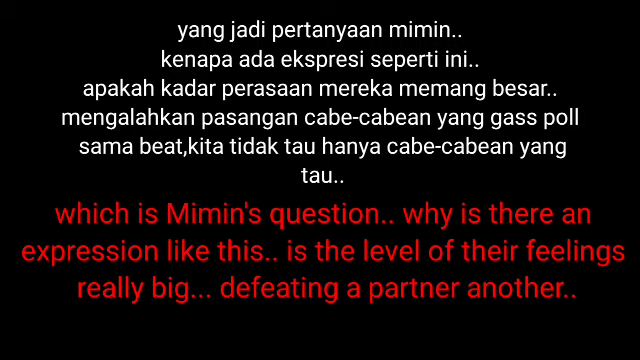 yang jadi pertanyaan mimin..
kenapa ada ekspresi seperti ini..
apakah kadar perasaan mereka memang besar..
mengalahkan pasangan cabe-cabean yang gass poll
sama beat,kita tidak tau hanya cabe-cabean yang
tau..
which is Mimin's question.. why is there an
expression like this.. is the level of their feelings
really big... defeating a partner another..